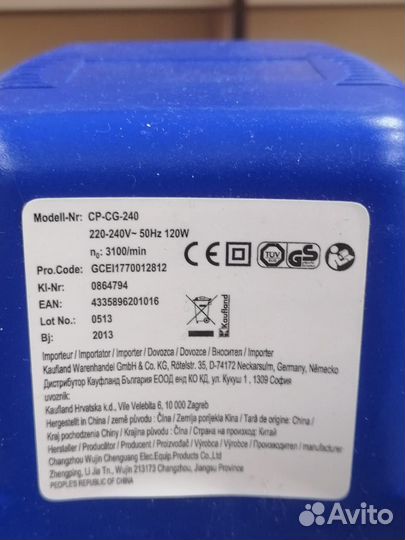 Modell-Nr: CP-CG-240
220-240V~ 50Hz 120W
n₀: 3100/min
Pro.Code: GCEI1770012812
KI-Nr: 0864794
EAN: 4335896201016
Lot No.: 0513
Bj: 2013
CE
TÜV
GS
Kaufland
Importeur / Importator / Importer / Dovozca / Dovozce / Вносител / Importer
Kaufland Warenhandel GmbH & Co. KG, Rötelstr. 35, D-74172 Neckarsulm, Germany, Německo
Дистрибутор Кауфланд България ЕООД енд КО КД, ул. Кукуш 1, 1309 София
uvoznik:
Kaufland Hrvatska k.d., Vile Velebita 6, 10 000 Zagreb
Hergestellt in China / země původu : Čína / Zemlja porijekla Kina / Tară de origine: China /
Kraj pochodzenia Chiny / Krajina pôvodu : Čína / Страна на произход: Китай
Hersteller / Producător / Producent / Proizvođač / Výrobca / Výrobce / Производител / manufacturer
Changzhou Wujin Chenguang Elec.Equip.Products Co.,Ltd
Zhengping, Li Jia Tn., Wujin 213173 Changzhou, Jiangsu Province
PEOPLES REPUBLIC OF CHINA
Avito